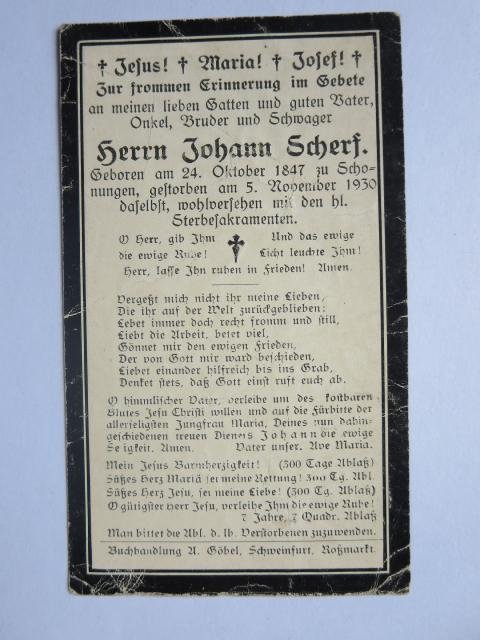 ✝ Jesus! ✝ Maria! ✝ Josef! ✝
Zur frommen Erinnerung im Gebete
an meinen lieben Gatten und guten Vater,
Onkel, Bruder und Schwager
Herrn Johann Scherf.
Geboren am 24. Oktober 1847 zu Scho-
nungen, gestorben am 5. November 1930
daselbst, wohlversehen mit den hl.
Sterbesakramenten.
O Herr, gib Ihm
die ewige Ruhe!
Und das ewige
Licht leuchte Ihm!
Herr, lasse Ihn ruhen in Frieden! Amen.
Vergeßt mich nicht ihr meine Lieben,
Die ihr auf der Welt zurückgeblieben:
Lebet immer doch recht fromm und still,
Liebt die Arbeit, betet viel,
Gönnet mir den ewigen Frieden,
Der von Gott mir ward beschieden,
Liebet einander hilfreich bis ins Grab,
Denket stets, daß Gott einst ruft euch ab.
O himmlischer Vater, verleihe um des kostbaren
Blutes Jesu Christi willen und auf die Fürbitte der
allerseligsten Jungfrau Maria, Deines nun dahin-
geschiedenen treuen Dieners Johann die ewige
Seligkeit. Amen. Vater unser. Ave Maria.
Mein Jesus Barmherzigkeit! (300 Tage Ablaß)
Süßes Herz Mariä sei meine Rettung! 300 Tg. Abl.
Süßes Herz Jesu, sei meine Liebe! (300 Tg. Ablaß)
O gütigster Herr Jesu, verleihe Ihm die ewige Ruhe!
7 Jahre, 7 Quadr. Ablaß
Man bittet die Abl. d. lb. Verstorbenen zuzuwenden.
Buchhandlung A. Göbel, Schweinfurt, Roßmarkt.